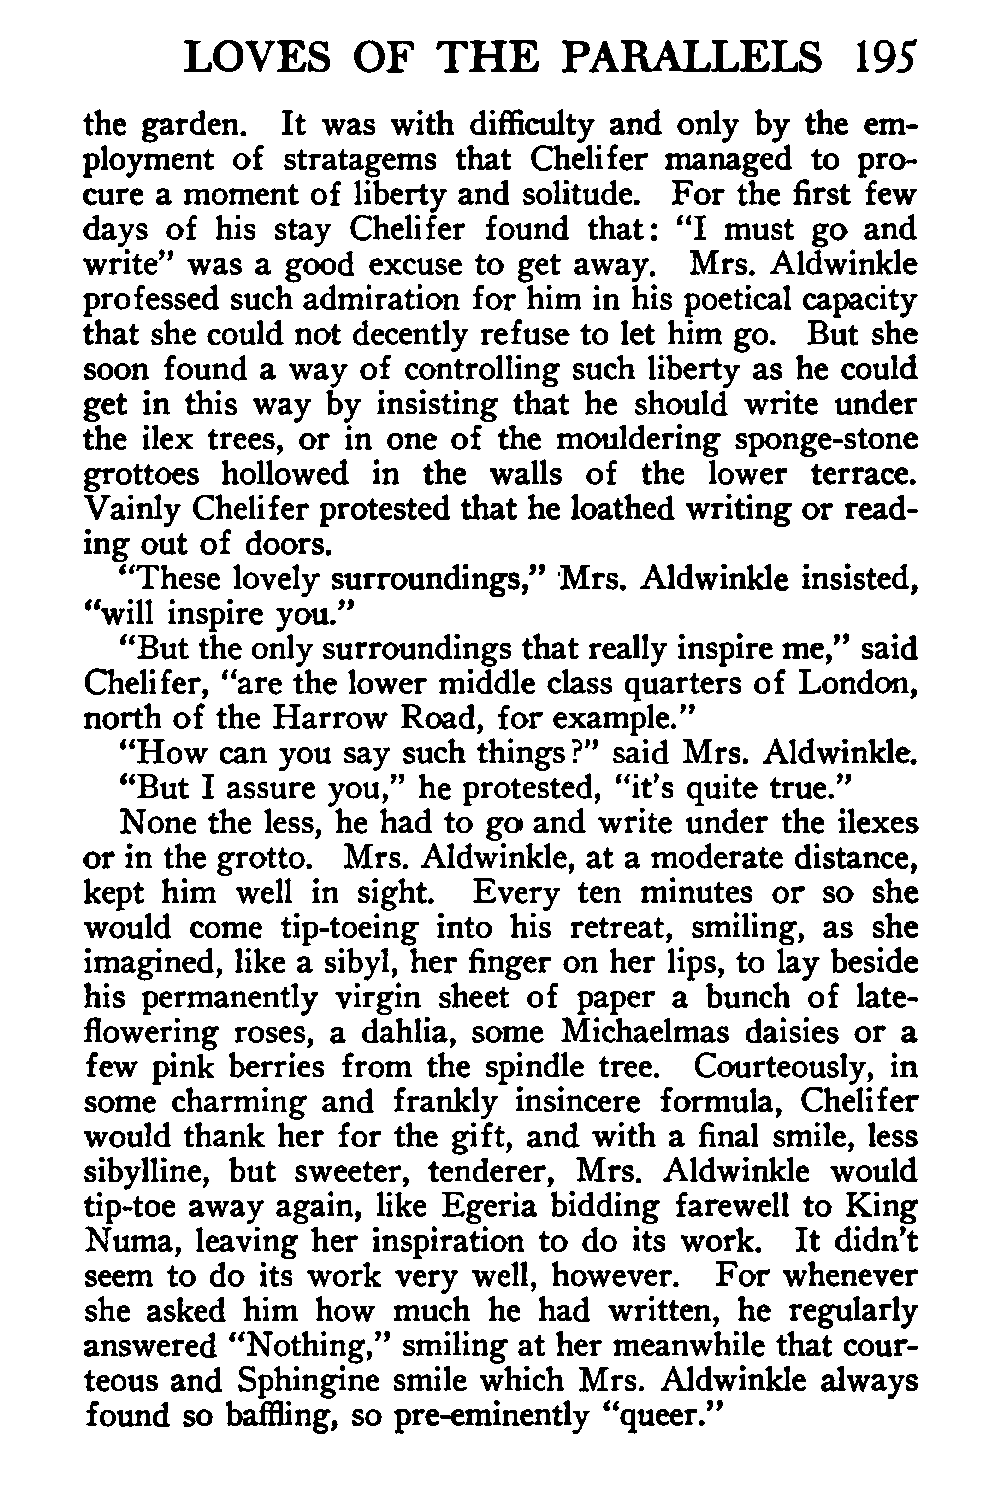 LOVES OF THE PARALLELS 195
the garden. It was with difficulty and only by the em-
ployment of stratagems that Chelifer managed to pro-
cure a moment of liberty and solitude. For the first few
days of his stay Chelifer found that: “I must go and
write” was a good excuse to get away. Mrs. Aldwinkle
professed such admiration for him in his poetical capacity
that she could not decently refuse to let him go. But she
soon found a way of controlling such liberty as he could
get in this way by insisting that he should write under
the ilex trees, or in one of the mouldering sponge-stone
grottoes hollowed in the walls of the lower terrace.
Vainly Chelifer protested that he loathed writing or read-
ing out of doors.
“These lovely surroundings,” Mrs. Aldwinkle insisted,
“will inspire you.”
“But the only surroundings that really inspire me,” said
Chelifer, “are the lower middle class quarters of London,
north of the Harrow Road, for example.”
“How can you say such things?” said Mrs. Aldwinkle.
“But I assure you,” he protested, “it’s quite true.”
None the less, he had to go and write under the ilexes
or in the grotto. Mrs. Aldwinkle, at a moderate distance,
kept him well in sight. Every ten minutes or so she
would come tip-toeing into his retreat, smiling, as she
imagined, like a sibyl, her finger on her lips, to lay beside
his permanently virgin sheet of paper a bunch of late-
flowering roses, a dahlia, some Michaelmas daisies or a
few pink berries from the spindle tree. Courteously, in
some charming and frankly insincere formula, Chelifer
would thank her for the gift, and with a final smile, less
sibylline, but sweeter, tenderer, Mrs. Aldwinkle would
tip-toe away again, like Egeria bidding farewell to King
Numa, leaving her inspiration to do its work. It didn’t
seem to do its work very well, however. For whenever
she asked him how much he had written, he regularly
answered “Nothing,” smiling at her meanwhile that cour-
teous and Sphingine smile which Mrs. Aldwinkle always
found so baffling, so pre-eminently “queer.”